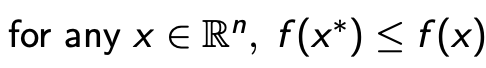 for any x ∈ ℝⁿ, f(x*) ≤ f(x)